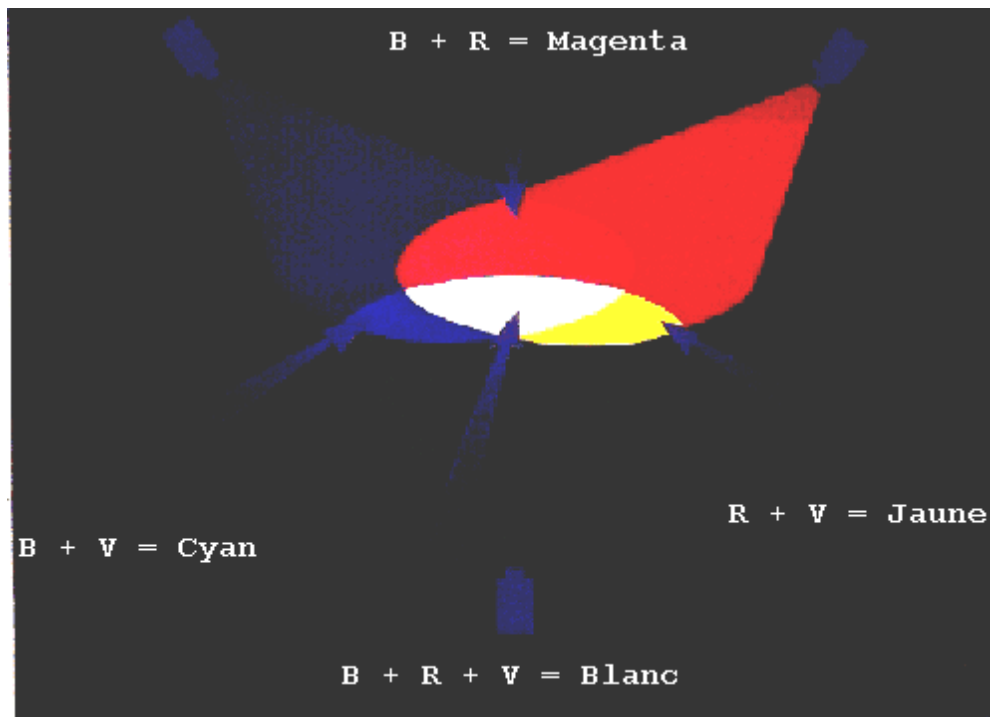 B + R = Magenta
R + V = Jaune
B + V = Cyan
B + R + V = Blanc